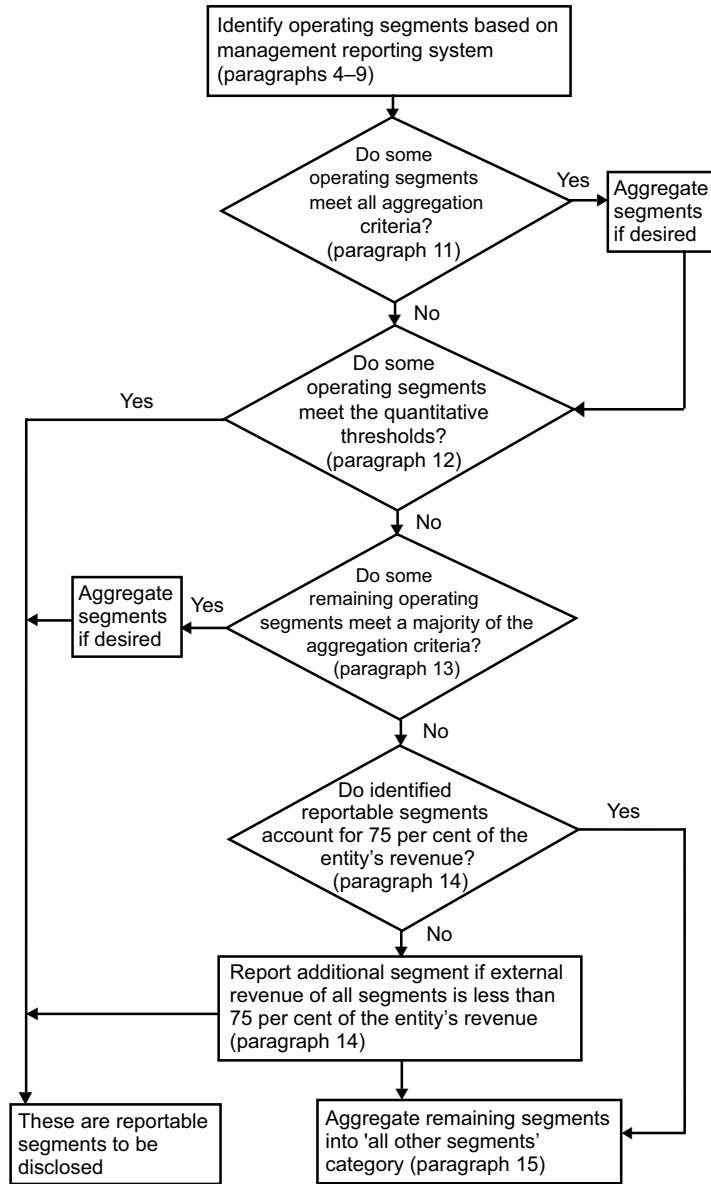 Identify operating segments based on
management reporting system
(paragraphs 4–9)
Do some
operating segments
meet all aggregation
criteria?
(paragraph 11)
Yes
Aggregate
segments
if desired
No
Do some
operating segments
meet the quantitative
thresholds?
(paragraph 12)
Yes
No
Do some
remaining operating
segments meet a majority of the
aggregation criteria?
(paragraph 13)
Yes
Aggregate
segments
if desired
No
Do identified
reportable segments
account for 75 per cent of the
entity’s revenue?
(paragraph 14)
Yes
No
Report additional segment if external
revenue of all segments is less than
75 per cent of the entity’s revenue
(paragraph 14)
These are reportable
segments to be
disclosed
Aggregate remaining segments
into 'all other segments’
category (paragraph 15)